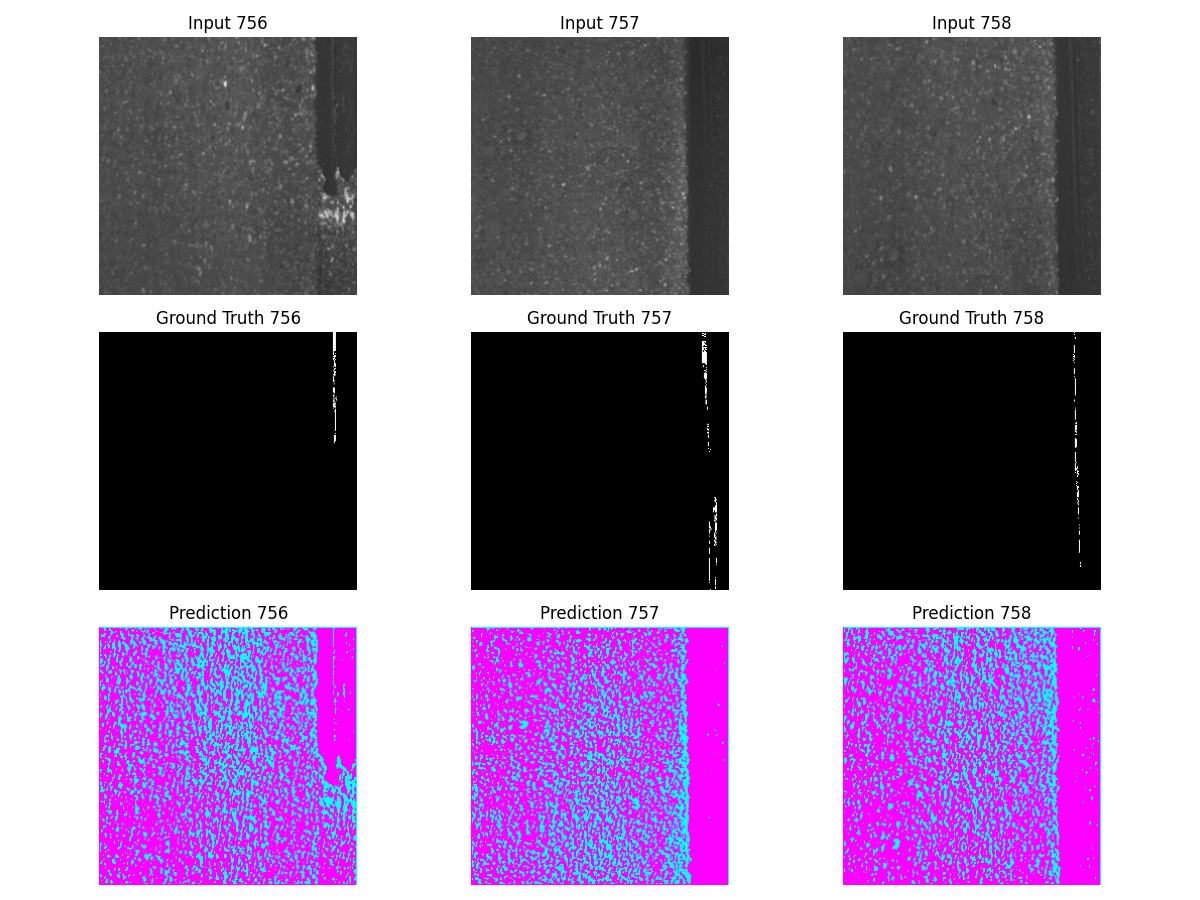 Input 756
Input 757
Input 758
Ground Truth 756
Ground Truth 757
Ground Truth 758
Prediction 756
Prediction 757
Prediction 758